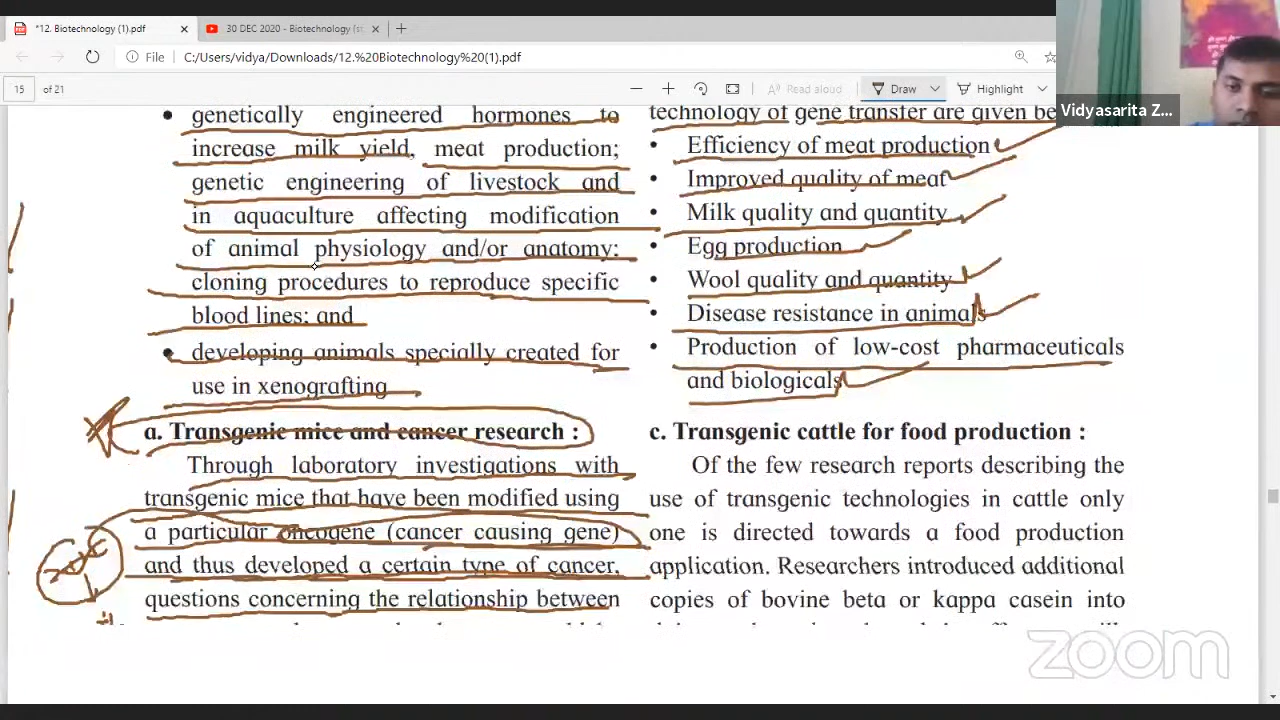 *12. Biotechnology (1).pdf
30 DEC 2020 - Biotechnology (st
File C:/Users/vidya/Downloads/12.%20Biotechnology%20(1).pdf
15 of 21
Read aloud
Draw
Highlight
Vidyasarita Z...
• genetically engineered hormones to
increase milk yield, meat production;
genetic engineering of livestock and
in aquaculture affecting modification
of animal physiology and/or anatomy;
cloning procedures to reproduce specific
blood lines; and
• developing animals specially created for
use in xenografting
a. Transgenic mice and cancer research :
Through laboratory investigations with
transgenic mice that have been modified using
a particular oncogene (cancer causing gene)
and thus developed a certain type of cancer,
questions concerning the relationship between
technology of gene transfer are given be
• Efficiency of meat production
• Improved quality of meat
• Milk quality and quantity
• Egg production
• Wool quality and quantity
• Disease resistance in animals
• Production of low-cost pharmaceuticals
and biologicals
c. Transgenic cattle for food production :
Of the few research reports describing the
use of transgenic technologies in cattle only
one is directed towards a food production
application. Researchers introduced additional
copies of bovine beta or kappa casein into
zoom